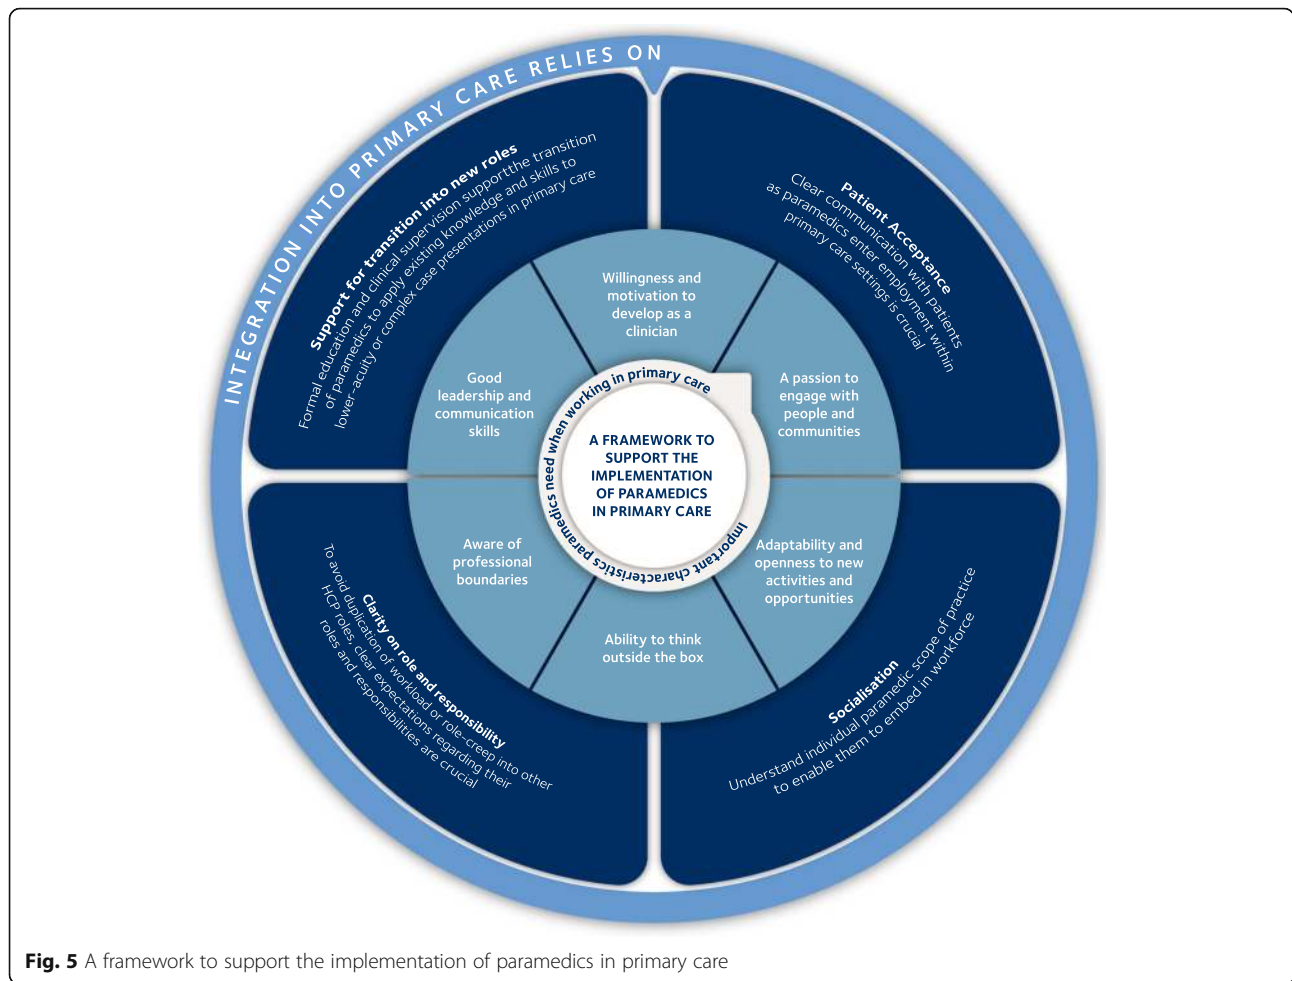 INTEGRATION INTO PRIMARY CARE RELIES ON
Support for transition into new roles
Formal education and clinical supervision supportthe transition
of paramedics to apply existing knowledge and skills to
lower-acuity or complex case presentations in primary care
Patient Acceptance
Clear communication with patients
as paramedics enter employment within
primary care settings is crucial
Willingness and
motivation to
develop as a
clinician
Good
leadership and
communication
skills
A passion to
engage with
people and
communities
Important characteristics paramedics need when working in primary care
A FRAMEWORK TO
SUPPORT THE
IMPLEMENTATION
OF PARAMEDICS
IN PRIMARY CARE
Aware of
professional
boundaries
Adaptability and
openness to new
activities and
opportunities
Ability to think
outside the box
Clarity on role and responsibility
To avoid duplication of workload or role-creep into other
HCP roles, clear expectations regarding their
roles and responsibilities are crucial
Socialisation
Understand individual paramedic scope of practice
to enable them to embed in workforce
Fig. 5 A framework to support the implementation of paramedics in primary care